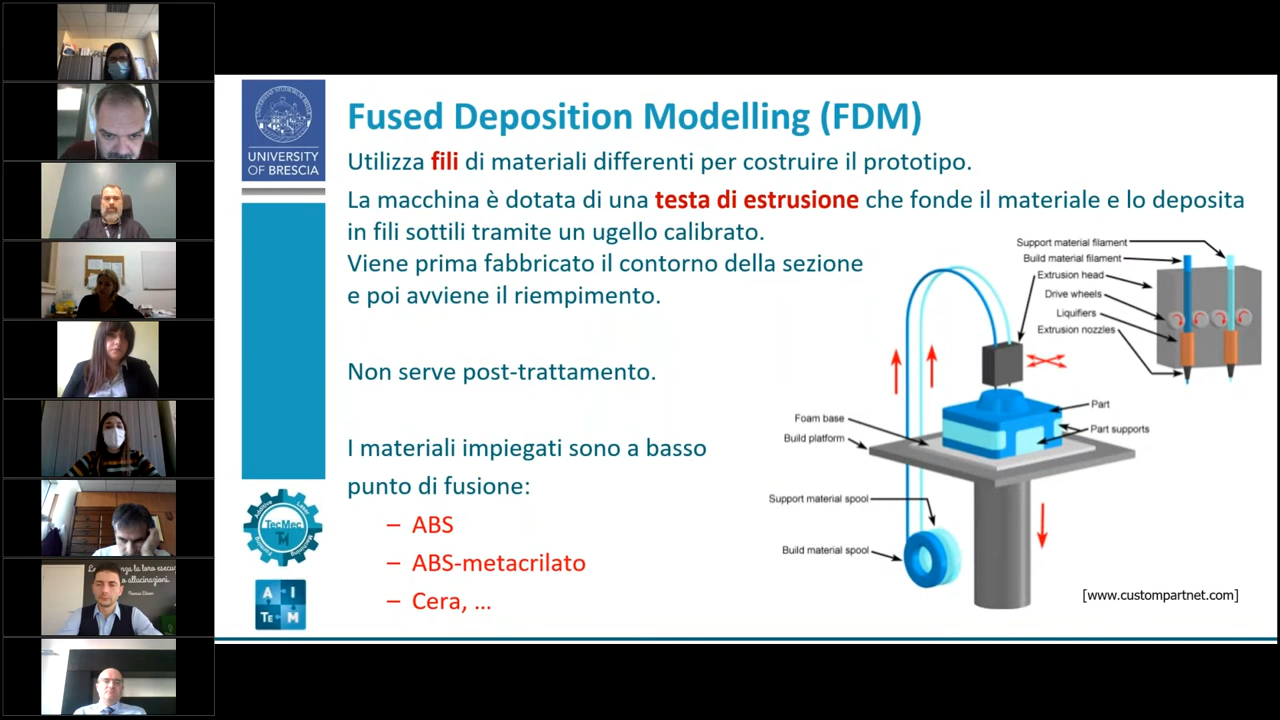 UNIVERSITY
OF BRESCIA
Fused Deposition Modelling (FDM)
Utilizza fili di materiali differenti per costruire il prototipo.
La macchina è dotata di una testa di estrusione che fonde il materiale e lo deposita
in fili sottili tramite un ugello calibrato.
Viene prima fabbricato il contorno della sezione
e poi avviene il riempimento.
Non serve post-trattamento.
I materiali impiegati sono a basso
punto di fusione:
– ABS
– ABS-metacrilato
– Cera, ...
Support material filament
Build material filament
Extrusion head
Drive wheels
Liquifiers
Extrusion nozzles
Part
Part supports
Foam base
Build platform
Support material spool
Build material spool
[www.custompartnet.com]
TecMec
TM
A I
Te M